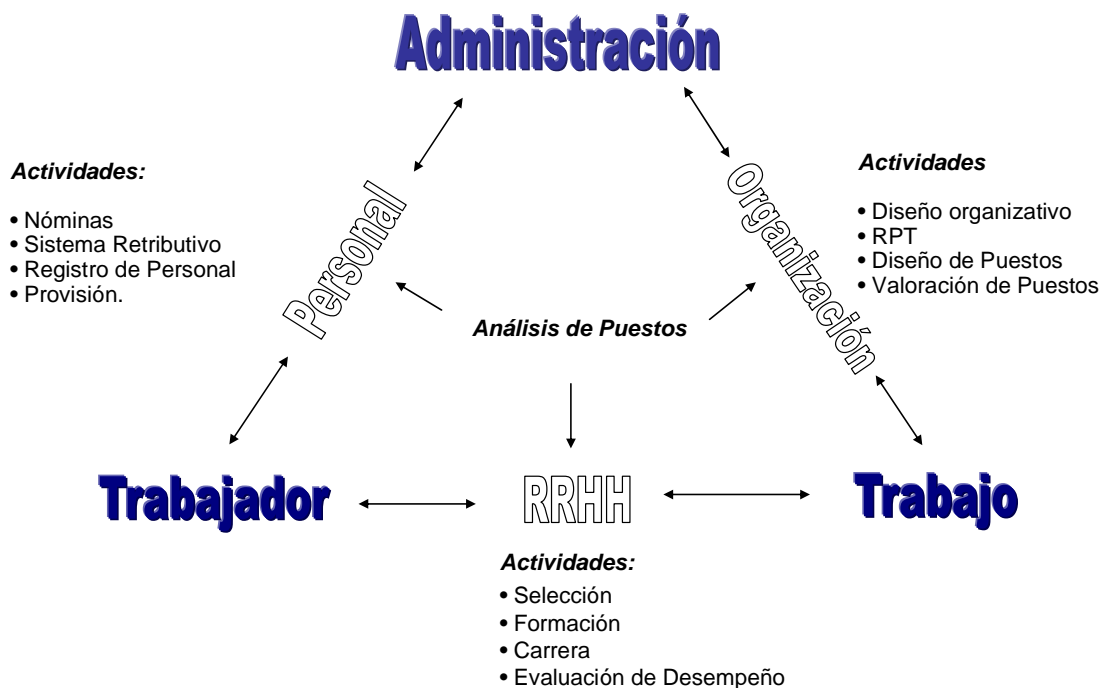 Administración
Actividades:
• Nóminas
• Sistema Retributivo
• Registro de Personal
• Provisión.
Personal
Organización
Actividades
• Diseño organizativo
• RPT
• Diseño de Puestos
• Valoración de Puestos
Análisis de Puestos
Trabajador
RRHH
Trabajo
Actividades:
• Selección
• Formación
• Carrera
• Evaluación de Desempeño